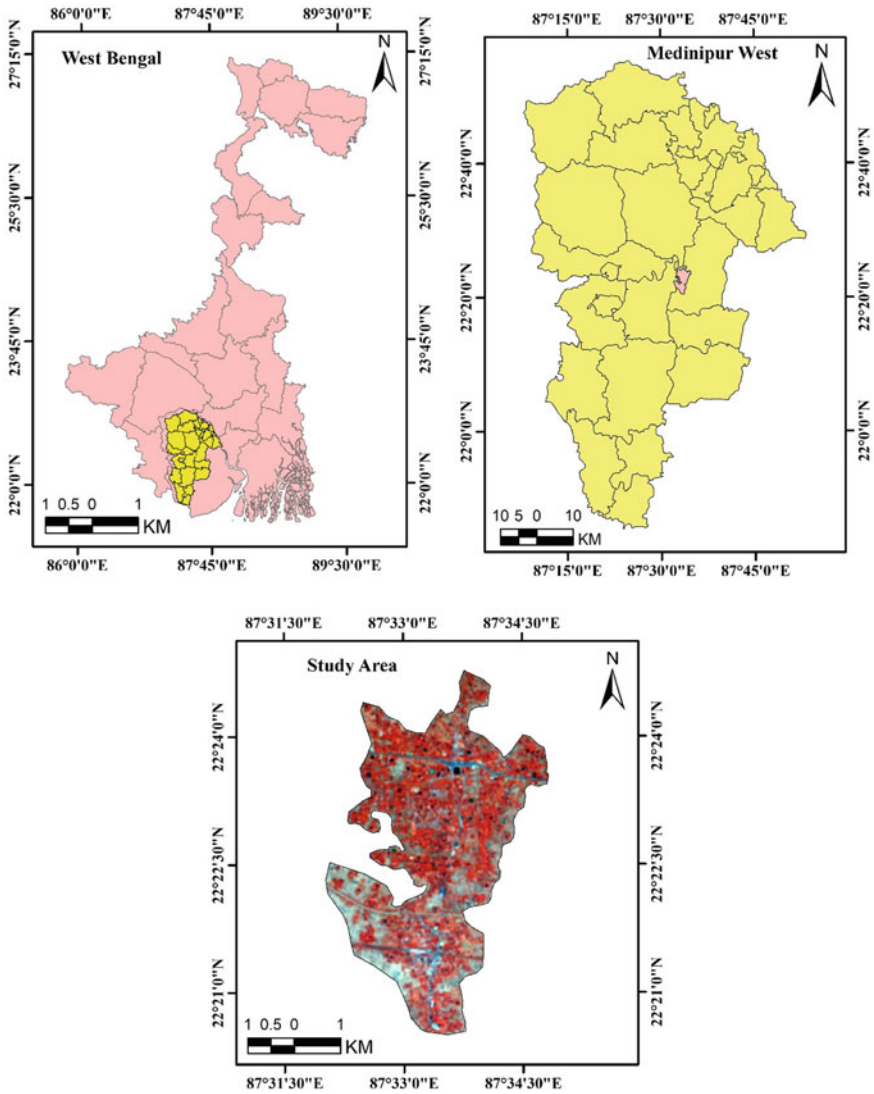 86°0'0"E 87°45'0"E 89°30'0"E
West Bengal
N
27°15'0"N
25°30'0"N
23°45'0"N
22°0'0"N
27°15'0"N
25°30'0"N
23°45'0"N
22°0'0"N
1 0.5 0 1
KM
86°0'0"E 87°45'0"E 89°30'0"E
87°15'0"E 87°30'0"E 87°45'0"E
Medinipur West
N
22°40'0"N
22°20'0"N
22°0'0"N
22°40'0"N
22°20'0"N
22°0'0"N
10 5 0 10
KM
87°15'0"E 87°30'0"E 87°45'0"E
87°31'30"E 87°33'0"E 87°34'30"E
Study Area
N
22°24'0"N
22°22'30"N
22°21'0"N
22°24'0"N
22°22'30"N
22°21'0"N
1 0.5 0 1
KM
87°31'30"E 87°33'0"E 87°34'30"E